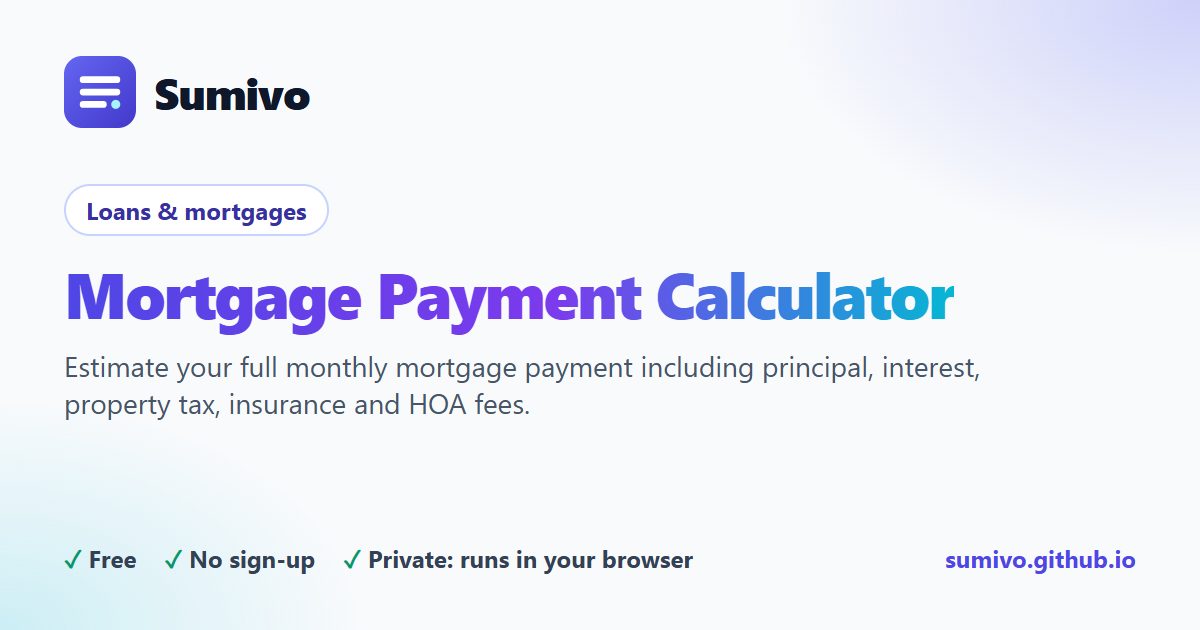 Sumivo
Loans & mortgages
Mortgage Payment Calculator
Estimate your full monthly mortgage payment including principal, interest,
property tax, insurance and HOA fees.
✓ Free ✓ No sign-up ✓ Private: runs in your browser
sumivo.github.io